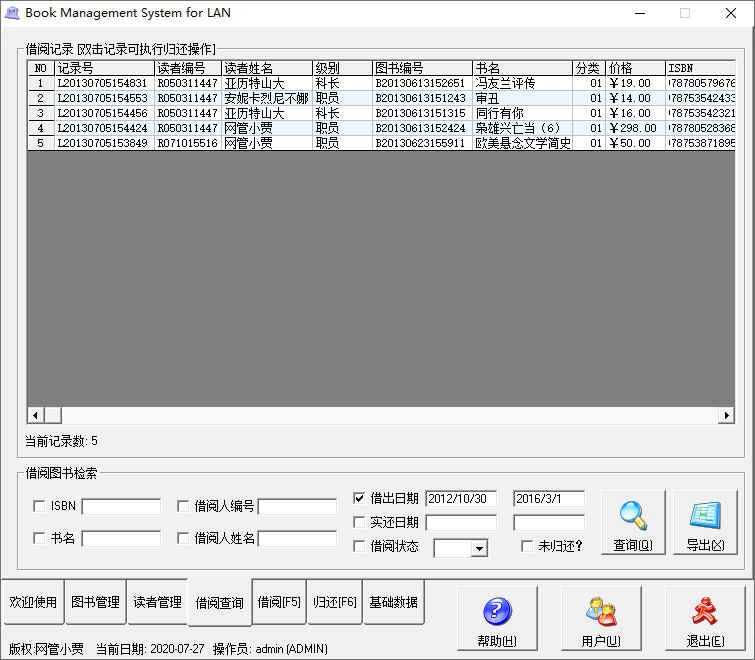 Book Management System for LAN
借阅记录 [双击记录可执行归还操作]
NO 记录号 读者编号 读者姓名 级别 图书编号 书名 分类 价格 ISBN
1 L20130705154831 R050311447 亚历特山大 科长 B20130613152651 冯友兰评传 01 ￥19.00 78780579676
2 L20130705154553 R050311447 安妮卡烈尼不娜 职员 B20130613151243 审丑 01 ￥14.00 78753542433
3 L20130705154456 R050311447 亚历特山大 科长 B20130613151315 同行有你 01 ￥16.00 78753542321
4 L20130705154424 R050311447 网管小贾 职员 B20130613152424 枭雄兴亡当（6） 01 ￥298.00 78780528368
5 L20130705153849 R071015516 网管小贾 职员 B20130623155911 欧美悬念文学简史 01 ￥50.00 78753871895
当前记录数: 5
借阅图书检索
ISBN 借阅人编号 借出日期 2012/10/30 2016/3/1
书名 借阅人姓名 实还日期
借阅状态 未归还?
查询(Q) 导出(X)
欢迎使用 图书管理 读者管理 借阅查询 借阅[F5] 归还[F6] 基础数据
帮助(H) 用户(U) 退出(E)
版权:网管小贾 当前日期: 2020-07-27 操作员: admin (ADMIN)